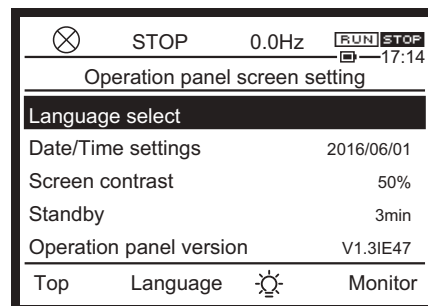 STOP 0.0Hz RUN STOP
17:14
Operation panel screen setting
Language select
Date/Time settings 2016/06/01
Screen contrast 50%
Standby 3min
Operation panel version V1.3IE47
Top Language Monitor